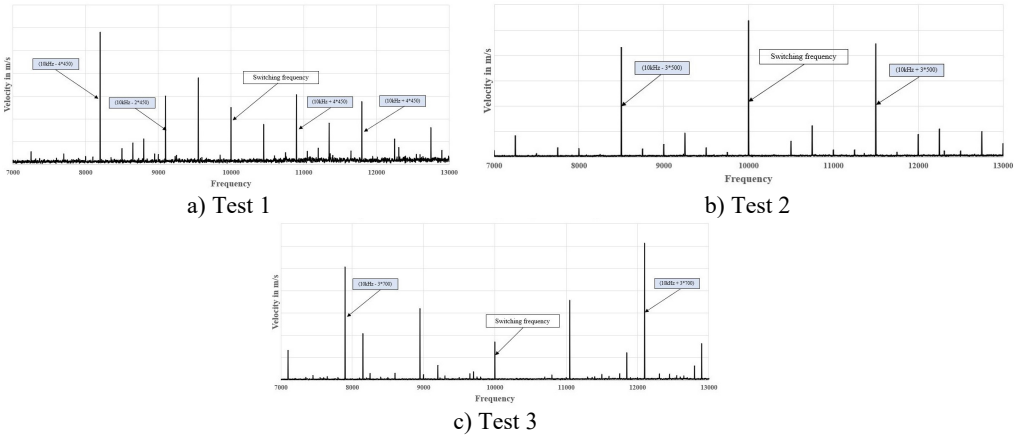 Velocity in m/s
(10kHz - 4*450)
(10kHz - 2*450)
Switching frequency
(10kHz + 4*450)
(10kHz + 4*450)
7000 8000 9000 10000 11000 12000 13000
Frequency
a) Test 1
Velocity in m/s
(10kHz - 3*500)
Switching frequency
(10kHz + 3*500)
7000 8000 9000 10000 11000 12000 13000
Frequency
b) Test 2
Velocity in m/s
(10kHz - 3*700)
Switching frequency
(10kHz + 3*700)
7000 8000 9000 10000 11000 12000 13000
Frequency
c) Test 3